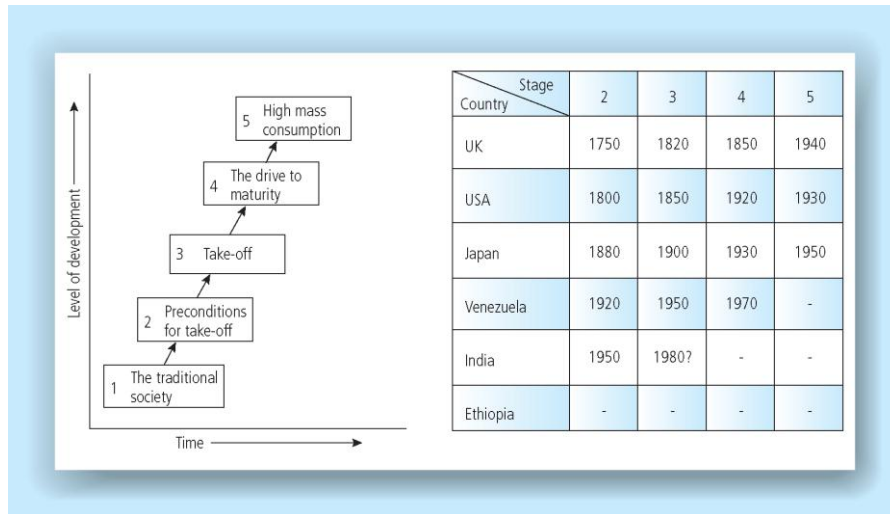 5 High mass
consumption
4 The drive to
maturity
3 Take-off
2 Preconditions
for take-off
1 The traditional
society
Level of development
Time
Stage
Country
2 3 4 5
UK 1750 1820 1850 1940
USA 1800 1850 1920 1930
Japan 1880 1900 1930 1950
Venezuela 1920 1950 1970 -
India 1950 1980? - -
Ethiopia - - - -